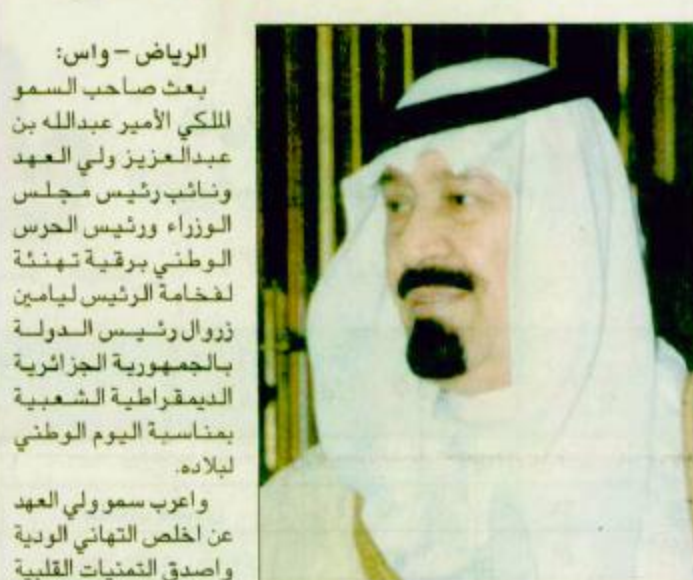 الرياض – واس:
بعث صاحب السمو
الملكي الأمير عبدالله بن
عبدالعزيز ولي العهد
ونائب رئيس مجلس
الوزراء ورئيس الحرس
الوطني برقية تهنئة
لفخامة الرئيس ليامين
زروال رئيس الدولة
بالجمهورية الجزائرية
الديمقراطية الشعبية
بمناسبة اليوم الوطني
لبلاده.
واعرب سمو ولي العهد
عن اخلص التهاني الودية
واصدق التمنيات القلبية